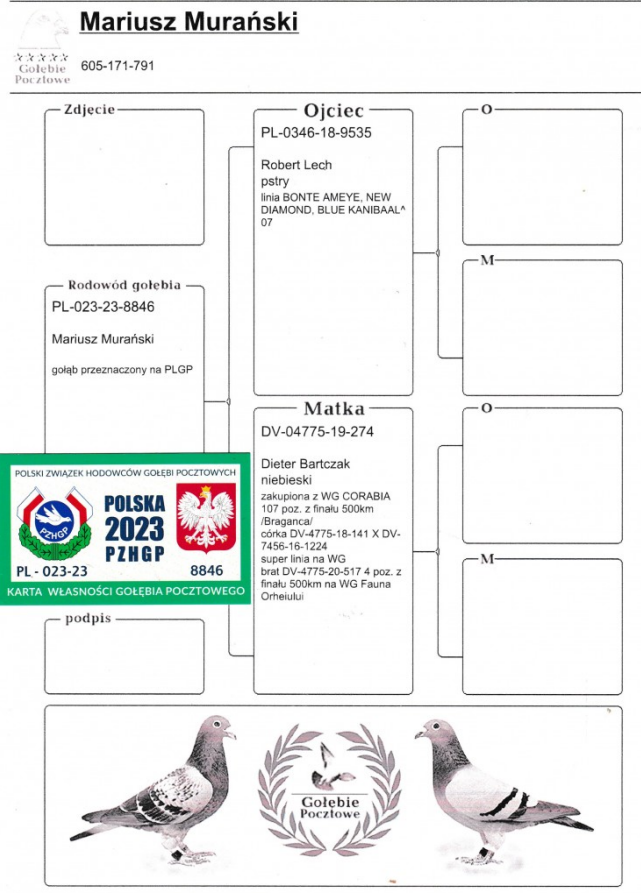 Mariusz Murański
Gołębie
Pocztowe
605-171-791
Zdjecie
Rodowód gołebia
PL-023-23-8846
Mariusz Murański
gołąb przeznaczony na PLGP
Ojciec
PL-0346-18-9535
Robert Lech
pstry
linia BONTE AMEYE, NEW
DIAMOND, BLUE KANIBAAL^
07
O
M
Matka
DV-04775-19-274
Dieter Bartczak
niebieski
zakupiona z WG CORABIA
107 poz. z finału 500km
/Braganca/
córka DV-4775-18-141 X DV-
7456-16-1224
super linia na WG
brat DV-4775-20-517 4 poz. z
finału 500km na WG Fauna
Orheiului
O
M
POLSKI ZWIĄZEK HODOWCÓW GOŁĘBI POCZTOWYCH
PZHGP
POLSKA
2023
PZHGP
PL - 023-23
8846
KARTA WŁASNOŚCI GOŁĘBIA POCZTOWEGO
podpis
Gołębie
Pocztowe